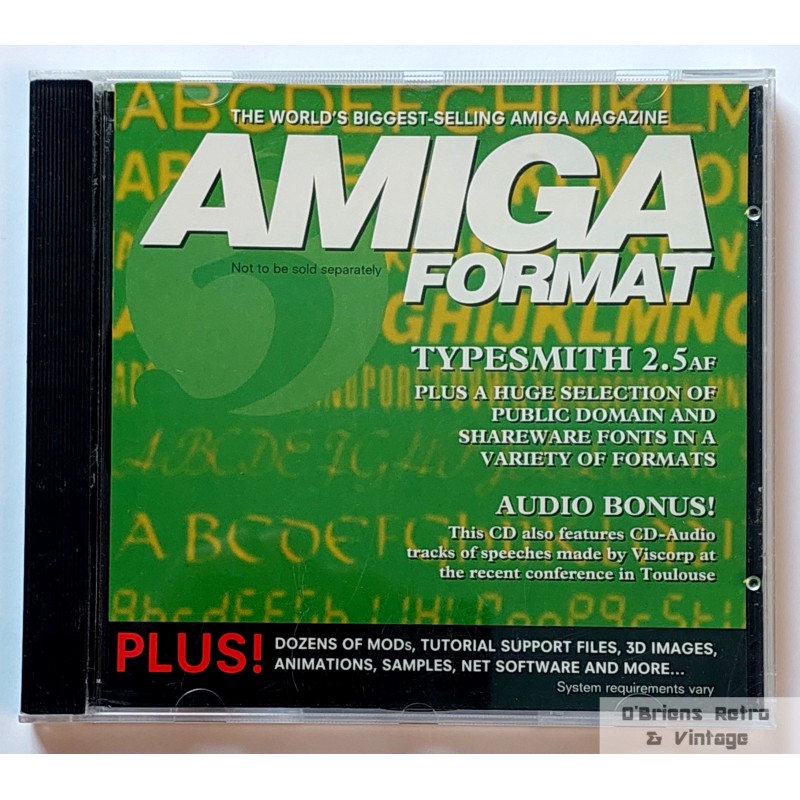 ABCDEFGHIJKLM
THE WORLD'S BIGGEST-SELLING AMIGA MAGAZINE
AMIGA
FORMAT
Not to be sold separately
GHIJKLMNO
TYPESMITH 2.5AF
PLUS A HUGE SELECTION OF
PUBLIC DOMAIN AND
SHAREWARE FONTS IN A
VARIETY OF FORMATS
AUDIO BONUS!
This CD also features CD-Audio
tracks of speeches made by Viscorp at
the recent conference in Toulouse
PLUS!
DOZENS OF MODs, TUTORIAL SUPPORT FILES, 3D IMAGES,
ANIMATIONS, SAMPLES, NET SOFTWARE AND MORE...
System requirements vary
O'Briens Retro
& Vintage